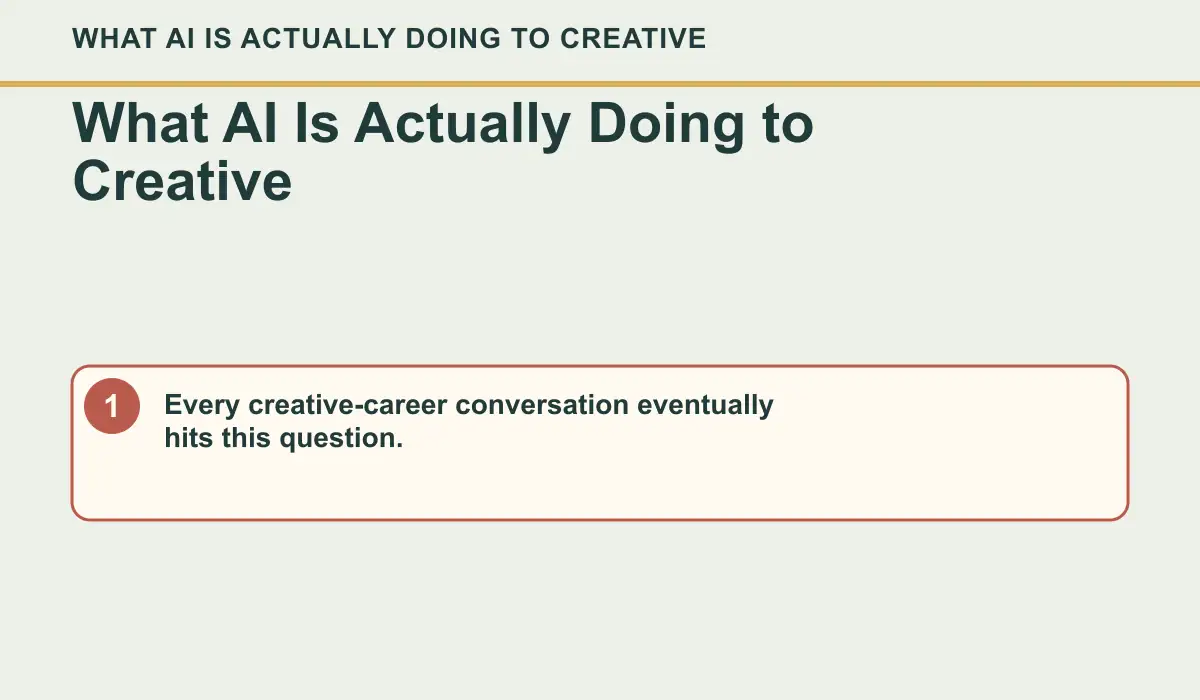 WHAT AI IS ACTUALLY DOING TO CREATIVE
What AI Is Actually Doing to
Creative
1
Every creative-career conversation eventually
hits this question.